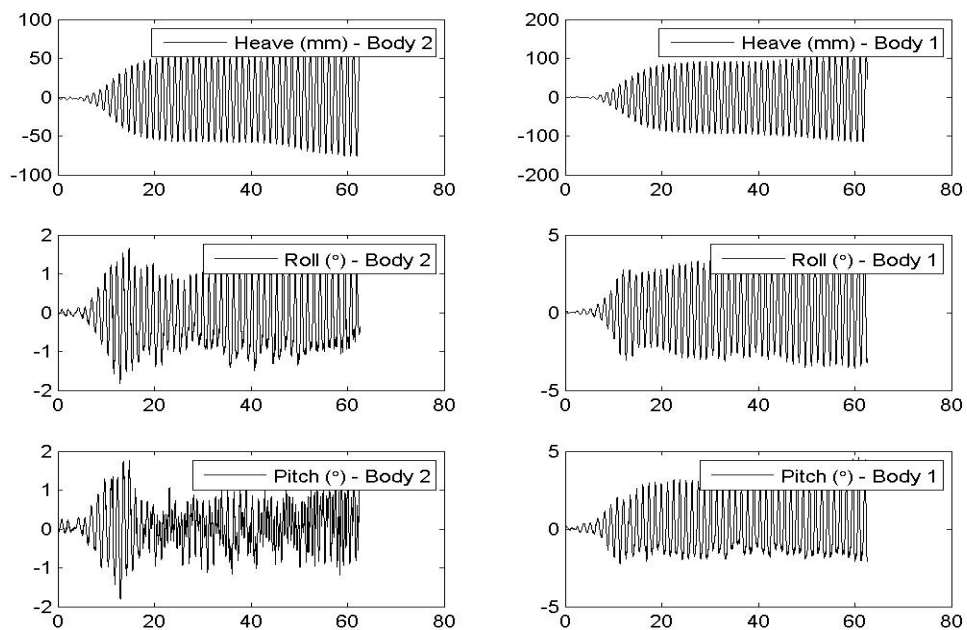 100
50
0
-50
-100
0 20 40 60 80
Heave (mm) - Body 2
200
100
0
-100
-200
0 20 40 60 80
Heave (mm) - Body 1
2
1
0
-1
-2
0 20 40 60 80
Roll (°) - Body 2
5
0
-5
0 20 40 60 80
Roll (°) - Body 1
2
1
0
-1
-2
0 20 40 60 80
Pitch (°) - Body 2
5
0
-5
0 20 40 60 80
Pitch (°) - Body 1